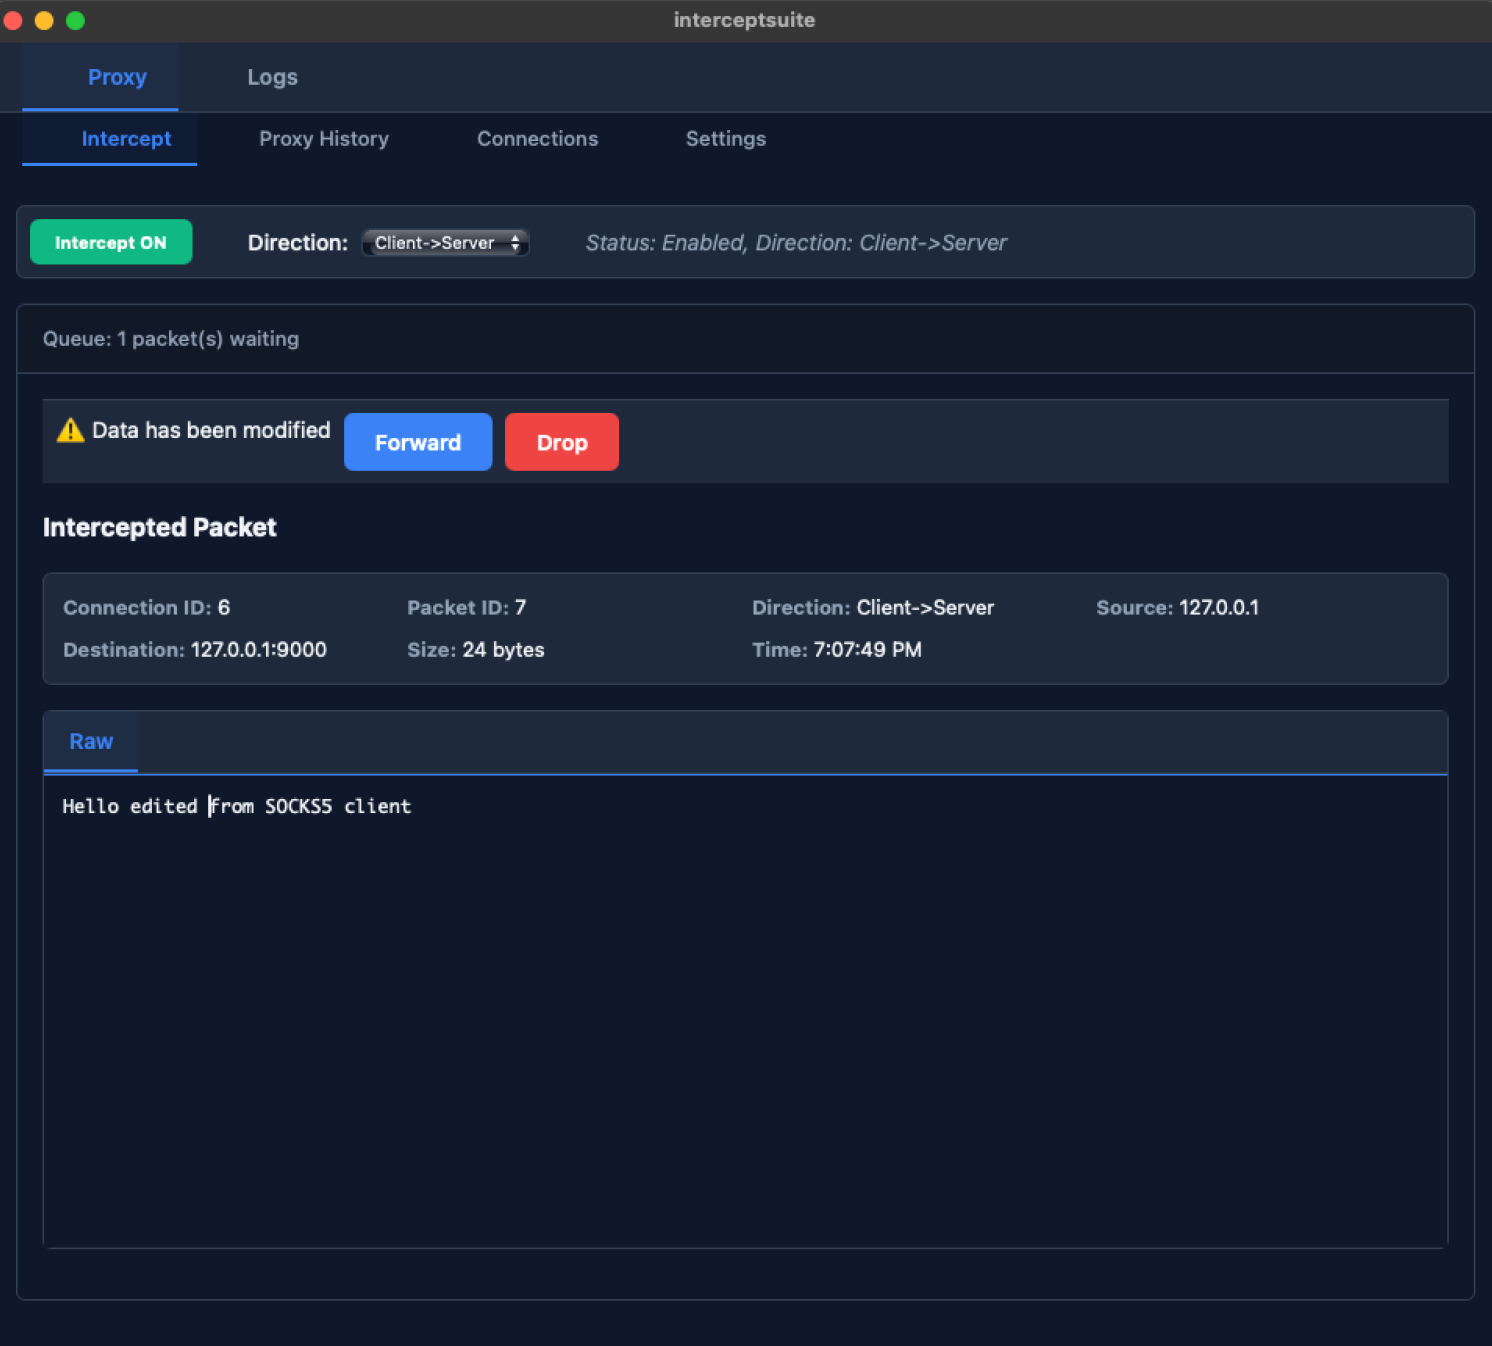 interceptsuite
Proxy Logs
Intercept Proxy History Connections Settings
Intercept ON Direction: Client->Server Status: Enabled, Direction: Client->Server
Queue: 1 packet(s) waiting
Data has been modified Forward Drop
Intercepted Packet
Connection ID: 6 Packet ID: 7 Direction: Client->Server Source: 127.0.0.1
Destination: 127.0.0.1:9000 Size: 24 bytes Time: 7:07:49 PM
Raw
Hello edited from SOCKS5 client